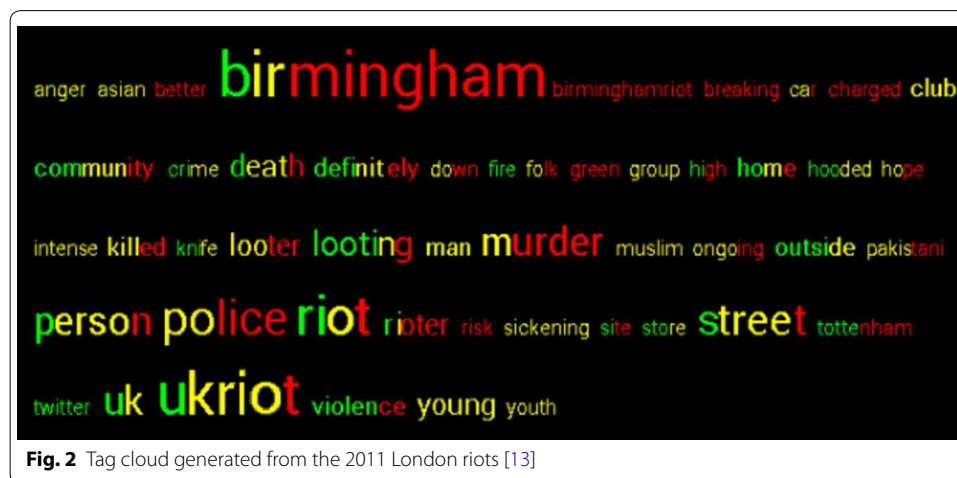 anger asian better birmingham birminghamriot breaking car charged club
community crime death definitely down fire folk green group high home hooded hope
intense killed knife looter looting man murder muslim ongoing outside pakistani
person police riot rioter risk sickening site store street tottenham
twitter uk ukriot violence young youth
Fig. 2 Tag cloud generated from the 2011 London riots [13]